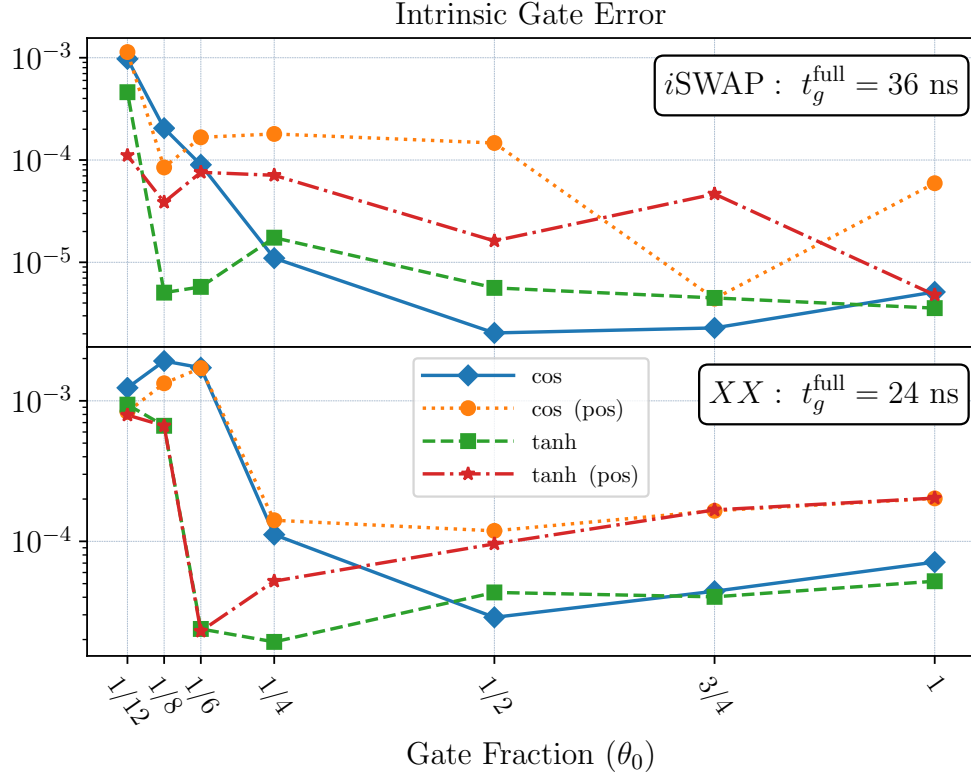 Intrinsic Gate Error
10⁻³
iSWAP : t_g^full = 36 ns
10⁻⁴
10⁻⁵
cos
cos (pos)
tanh
tanh (pos)
XX : t_g^full = 24 ns
10⁻³
10⁻⁴
1/12
1/8
1/6
1/4
1/2
3/4
1
Gate Fraction (θ₀)